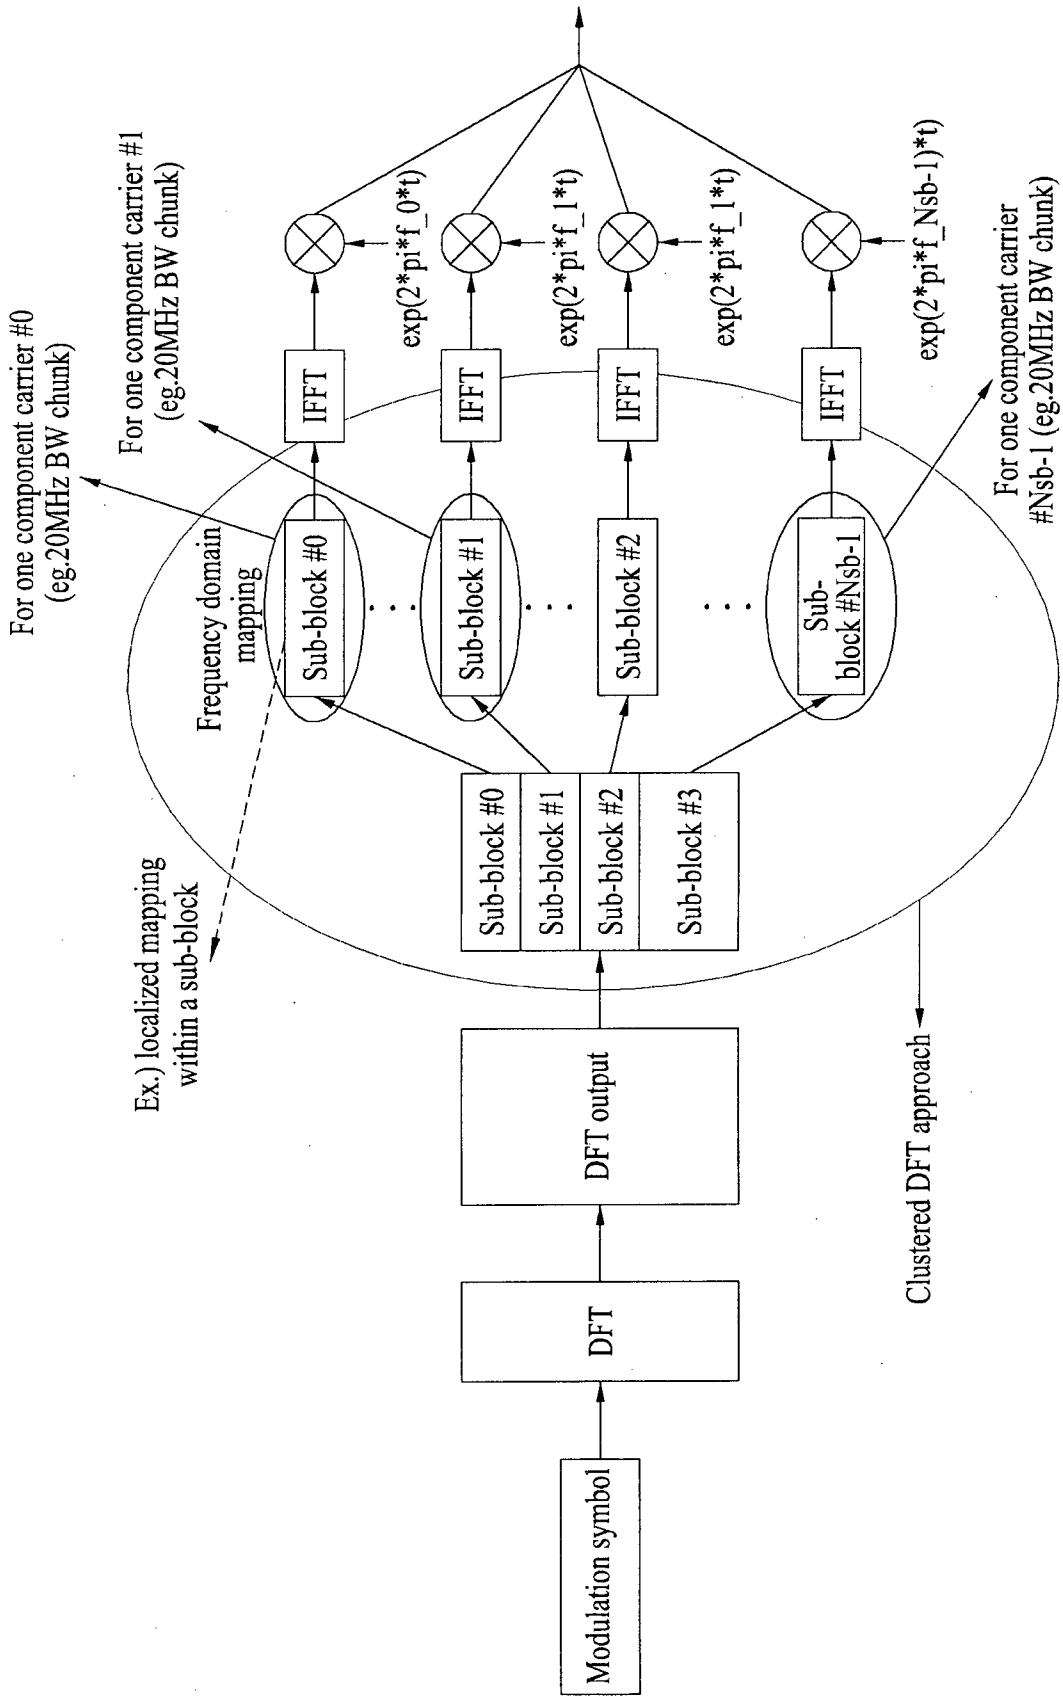 For one component carrier #0
(eg.20MHz BW chunk)
For one component carrier #1
(eg.20MHz BW chunk)
Ex.) localized mapping
within a sub-block
Frequency domain
mapping
Sub-block #0
IFFT
exp(2*pi*f_0*t)
Sub-block #1
IFFT
exp(2*pi*f_1*t)
Modulation symbol
DFT
DFT output
Sub-block #0
Sub-block #1
Sub-block #2
Sub-block #3
Sub-block #2
IFFT
exp(2*pi*f_1*t)
Sub-
block #Nsb-1
IFFT
exp(2*pi*f_Nsb-1)*t)
Clustered DFT approach
For one component carrier
#Nsb-1 (eg.20MHz BW chunk)